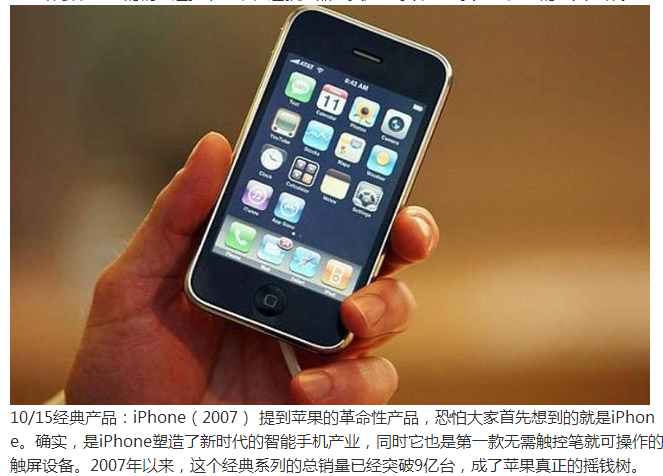 AT&T
8:42 AM
Text
11
Calendar
Photos
Camera
YouTube
Stocks
Maps
Weather
Clock
Calculator
Notes
Settings
iTunes
App Store
Phone
Mail
Safari
iPod
10/15经典产品：iPhone（2007） 提到苹果的革命性产品，恐怕大家首先想到的就是iPhon
e。确实，是iPhone塑造了新时代的智能手机产业，同时它也是第一款无需触控笔就可操作的
触屏设备。2007年以来，这个经典系列的总销量已经突破9亿台，成了苹果真正的摇钱树。